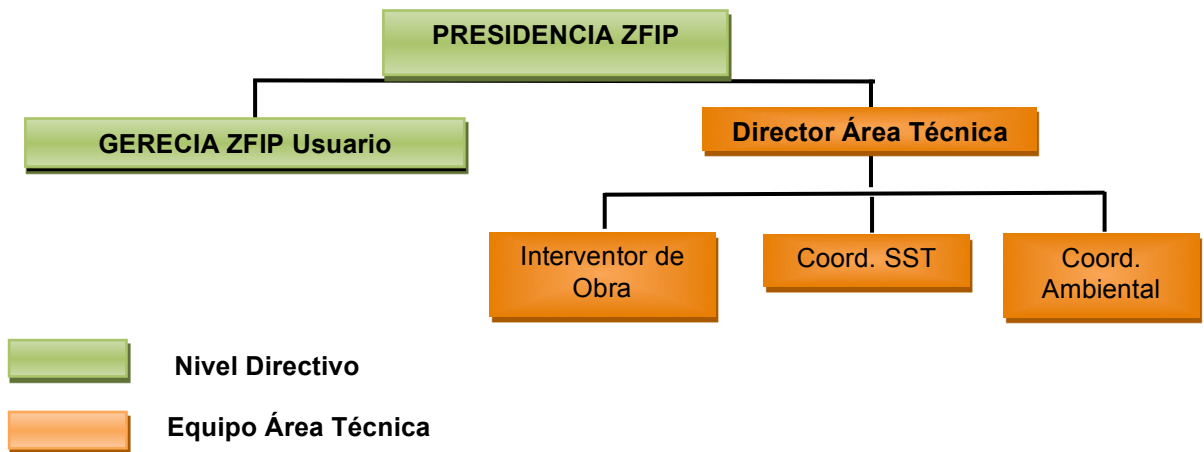 PRESIDENCIA ZFIP
GERECIA ZFIP Usuario
Director Área Técnica
Interventor de
Obra
Coord. SST
Coord.
Ambiental
Nivel Directivo
Equipo Área Técnica